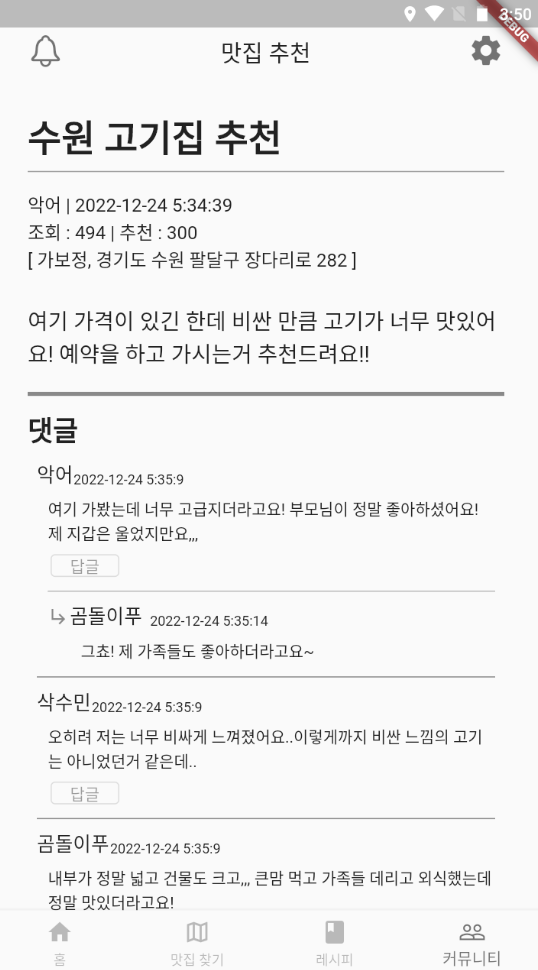 3:50
DEBUG
맛집 추천
수원 고기집 추천
악어 | 2022-12-24 5:34:39
조회 : 494 | 추천 : 300
[ 가보정, 경기도 수원 팔달구 장다리로 282 ]
여기 가격이 있긴 한데 비싼 만큼 고기가 너무 맛있어
요! 예약을 하고 가시는거 추천드려요!!
댓글
악어2022-12-24 5:35:9
여기 가봤는데 너무 고급지더라고요! 부모님이 정말 좋아하셨어요!
제 지갑은 울었지만요,,,
답글
곰돌이푸 2022-12-24 5:35:14
그쵸! 제 가족들도 좋아하더라고요~
삭수민2022-12-24 5:35:9
오히려 저는 너무 비싸게 느껴졌어요..이렇게까지 비싼 느낌의 고기
는 아니었던거 같은데..
답글
곰돌이푸2022-12-24 5:35:9
내부가 정말 넓고 건물도 크고,,, 큰맘 먹고 가족들 데리고 외식했는데
정말 맛있더라고요!
홈 맛집 찾기 레시피 커뮤니티